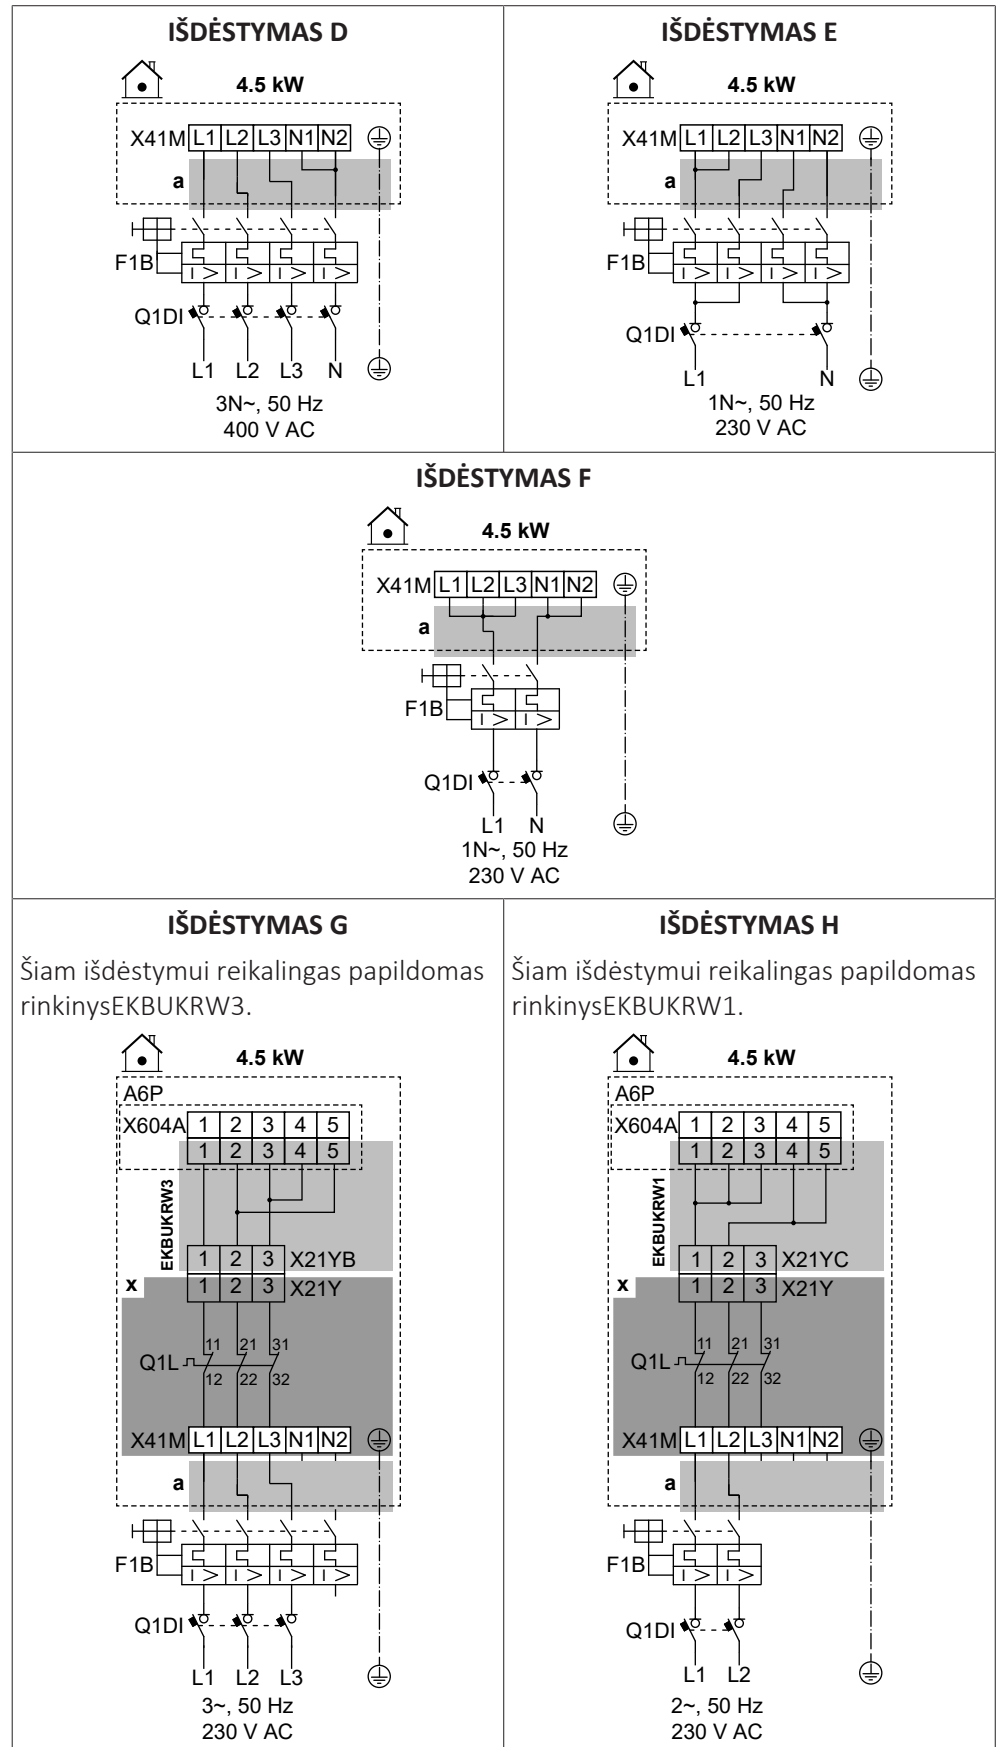 IŠDĖSTYMAS D
4.5 kW
X41M L1 L2 L3 N1 N2
a
F1B
I > I > I > I >
Q1DI
L1 L2 L3 N
3N~, 50 Hz
400 V AC
IŠDĖSTYMAS E
4.5 kW
X41M L1 L2 L3 N1 N2
a
F1B
I > I > I > I >
Q1DI
L1 N
1N~, 50 Hz
230 V AC
IŠDĖSTYMAS F
4.5 kW
X41M L1 L2 L3 N1 N2
a
F1B
I > I >
Q1DI
L1 N
1N~, 50 Hz
230 V AC
IŠDĖSTYMAS G
Šiam išdėstymui reikalingas papildomas
rinkinysEKBUKRW3.
4.5 kW
A6P
X604A 1 2 3 4 5
1 2 3 4 5
EKBUKRW3
1 2 3 X21YB
x 1 2 3 X21Y
11 21 31
Q1L
12 22 32
X41M L1 L2 L3 N1 N2
a
F1B
I > I > I > I >
Q1DI
L1 L2 L3
3~, 50 Hz
230 V AC
IŠDĖSTYMAS H
Šiam išdėstymui reikalingas papildomas
rinkinysEKBUKRW1.
4.5 kW
A6P
X604A 1 2 3 4 5
1 2 3 4 5
EKBUKRW1
1 2 3 X21YC
x 1 2 3 X21Y
11 21 31
Q1L
12 22 32
X41M L1 L2 L3 N1 N2
a
F1B
I > I >
Q1DI
L1 L2
2~, 50 Hz
230 V AC